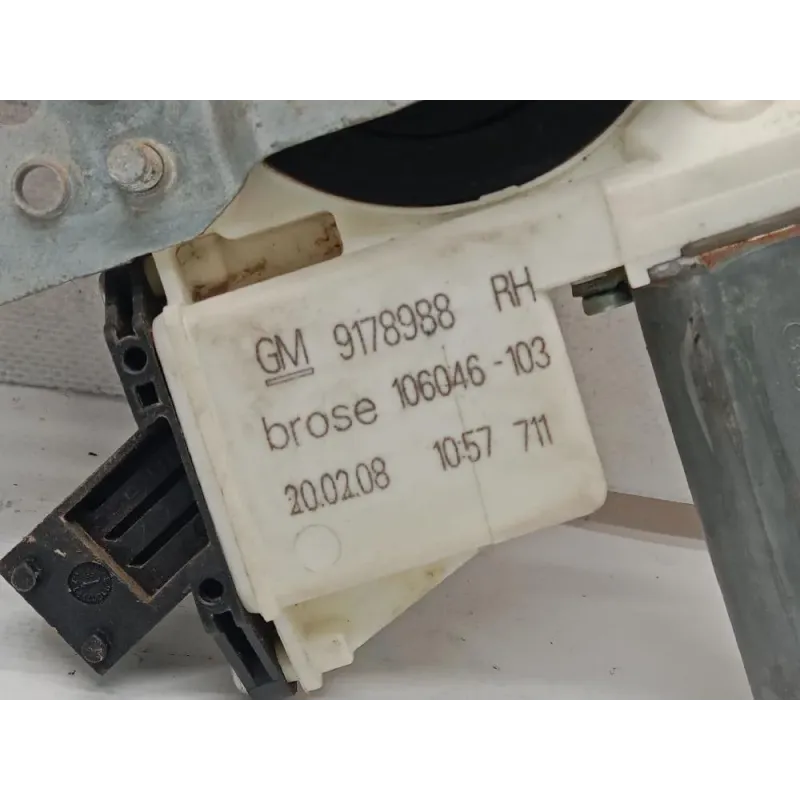 GM 9178988 RH
brose 106046-103
20.02.08 10:57 711